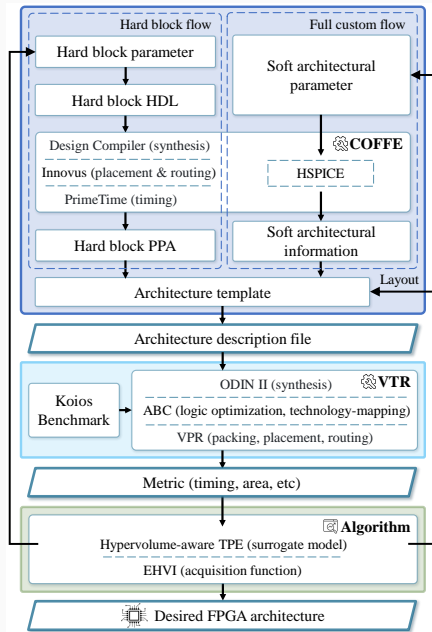 Hard block flow
Full custom flow
Hard block parameter
Soft architectural
parameter
Hard block HDL
COFFE
Design Compiler (synthesis)
Innovus (placement & routing)
PrimeTime (timing)
HSPICE
Hard block PPA
Soft architectural
information
Layout
Architecture template
Architecture description file
VTR
Koios
Benchmark
ODIN II (synthesis)
ABC (logic optimization, technology-mapping)
VPR (packing, placement, routing)
Metric (timing, area, etc)
Algorithm
Hypervolume-aware TPE (surrogate model)
EHVI (acquisition function)
Desired FPGA architecture